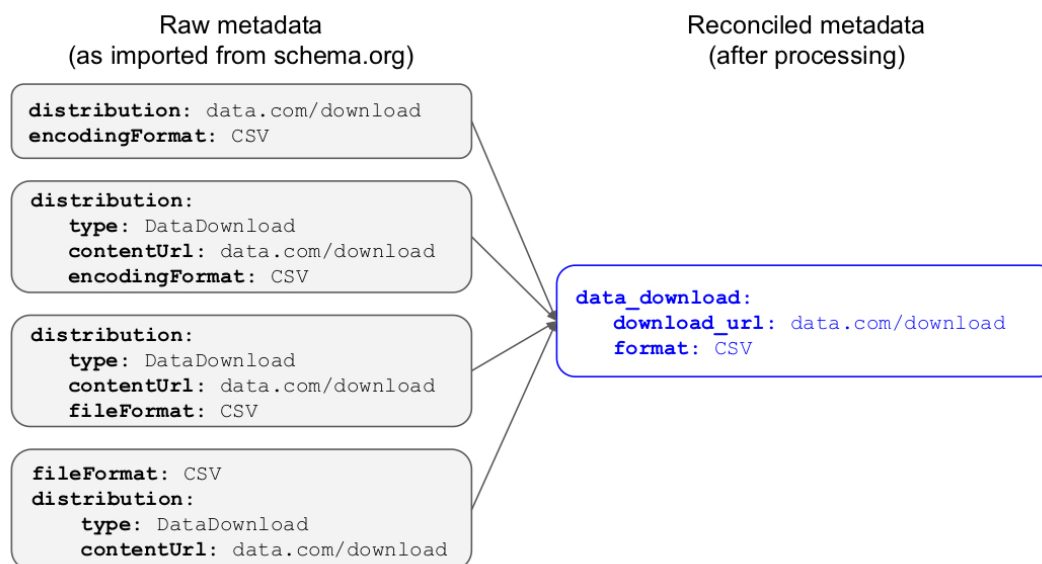 Raw metadata
(as imported from schema.org)
distribution: data.com/download
encodingFormat: CSV
distribution:
type: DataDownload
contentUrl: data.com/download
encodingFormat: CSV
distribution:
type: DataDownload
contentUrl: data.com/download
fileFormat: CSV
fileFormat: CSV
distribution:
type: DataDownload
contentUrl: data.com/download
Reconciled metadata
(after processing)
data_download:
download_url: data.com/download
format: CSV